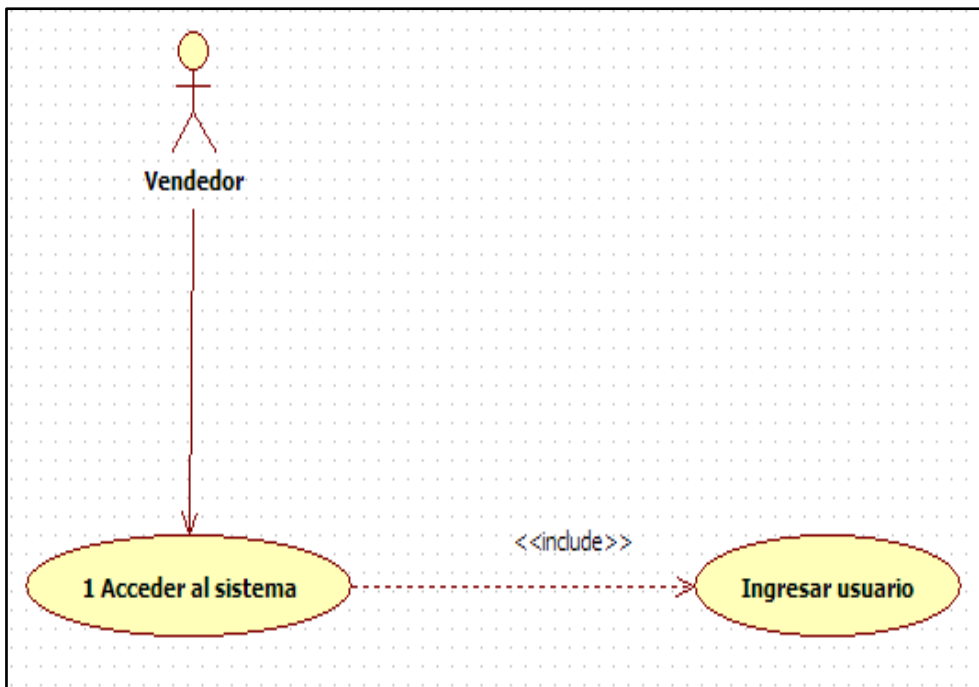 Vendedor
<<include>>
1 Acceder al sistema
Ingresar usuario